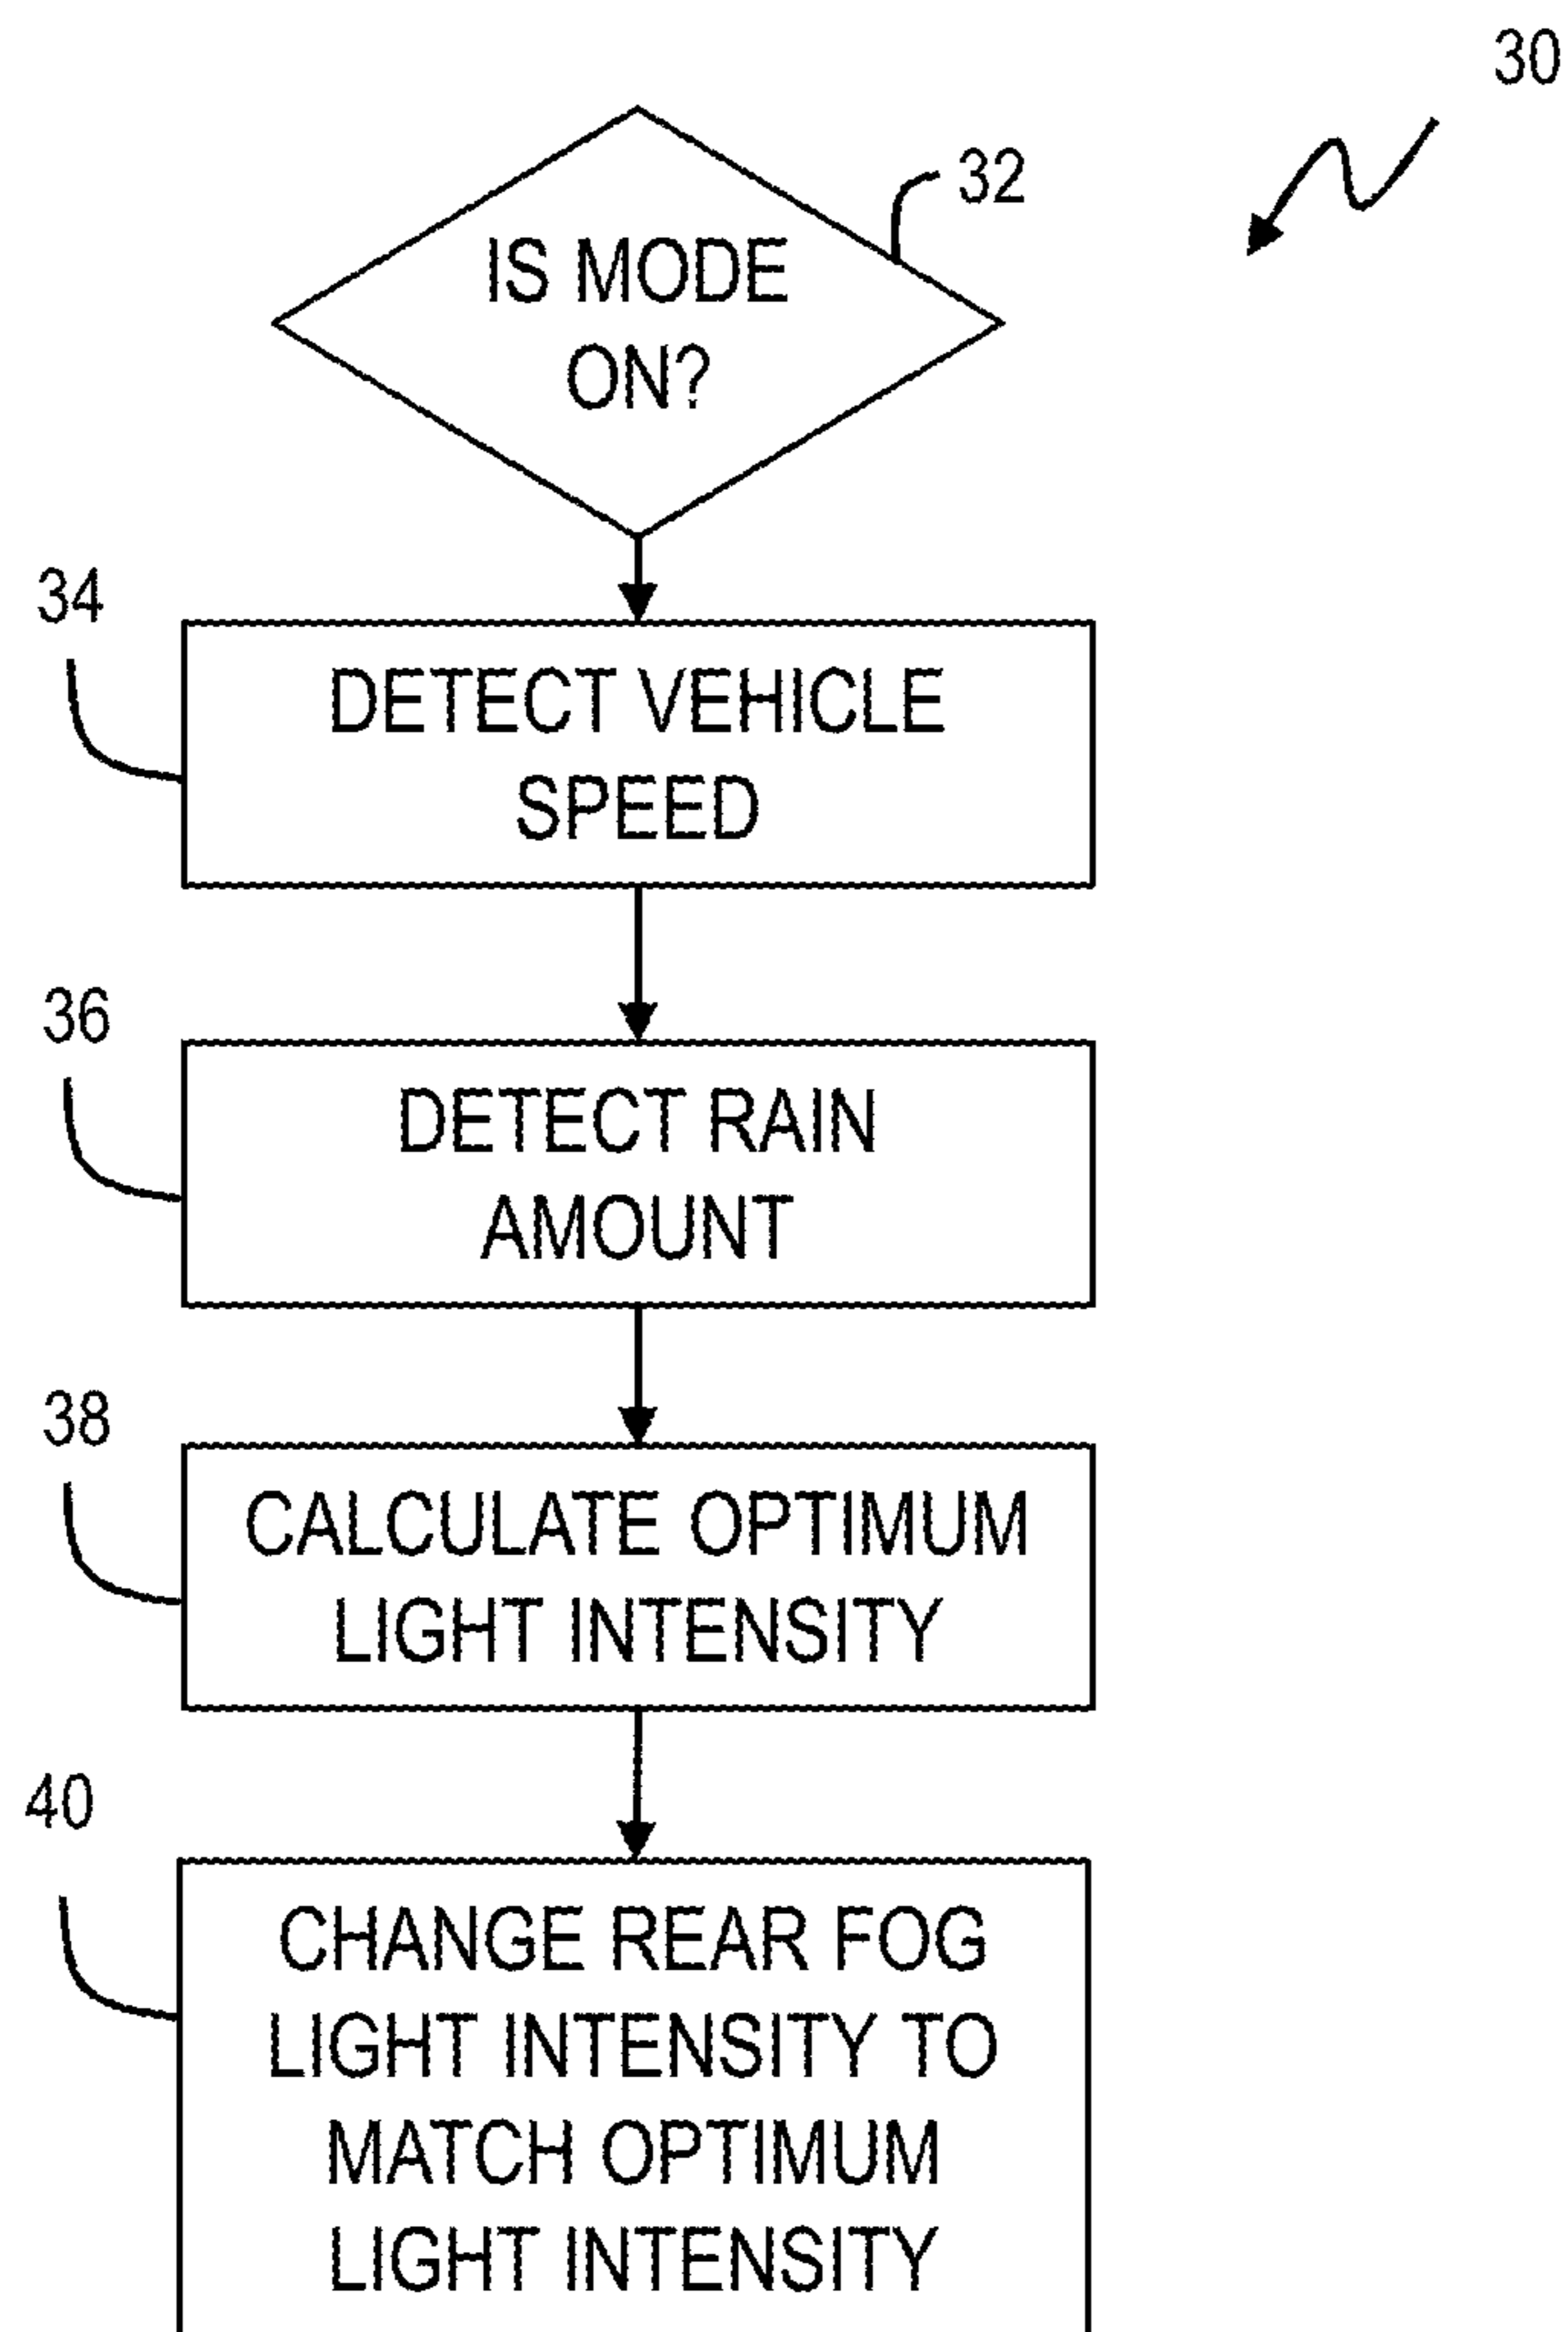 30
32
IS MODE
ON?
34
DETECT VEHICLE
SPEED
36
DETECT RAIN
AMOUNT
38
CALCULATE OPTIMUM
LIGHT INTENSITY
40
CHANGE REAR FOG
LIGHT INTENSITY TO
MATCH OPTIMUM
LIGHT INTENSITY